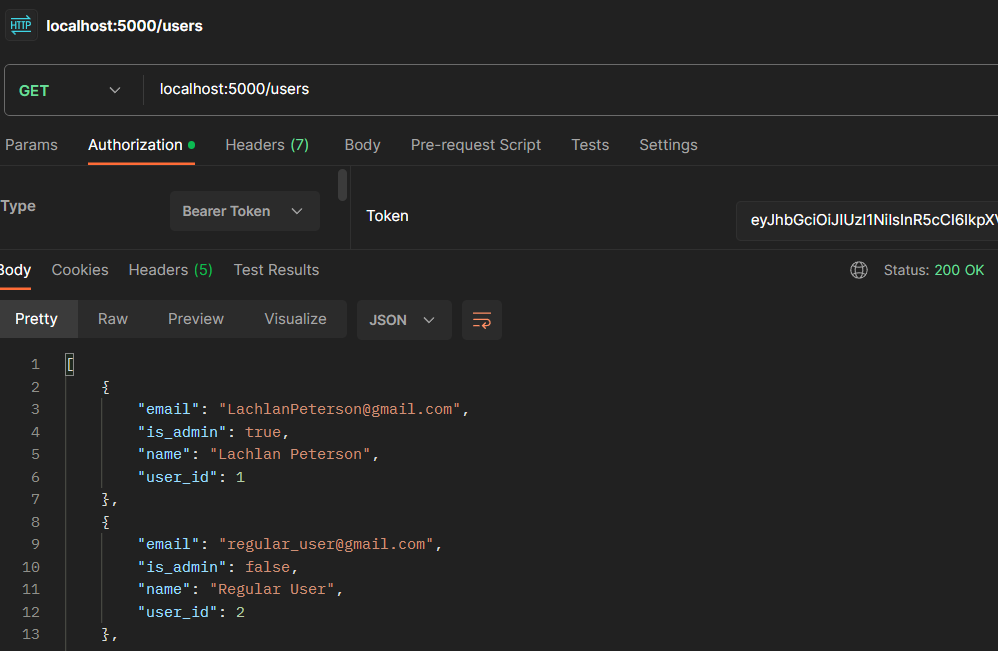 HTTP localhost:5000/users
GET localhost:5000/users
Params Authorization Headers (7) Body Pre-request Script Tests Settings
Type Bearer Token Token eyJhbGciOiJIUzI1NiIsInR5cCI6IkpXV
Body Cookies Headers (5) Test Results Status: 200 OK
Pretty Raw Preview Visualize JSON
1 [
2 {
3 "email": "LachlanPeterson@gmail.com",
4 "is_admin": true,
5 "name": "Lachlan Peterson",
6 "user_id": 1
7 },
8 {
9 "email": "regular_user@gmail.com",
10 "is_admin": false,
11 "name": "Regular User",
12 "user_id": 2
13 },